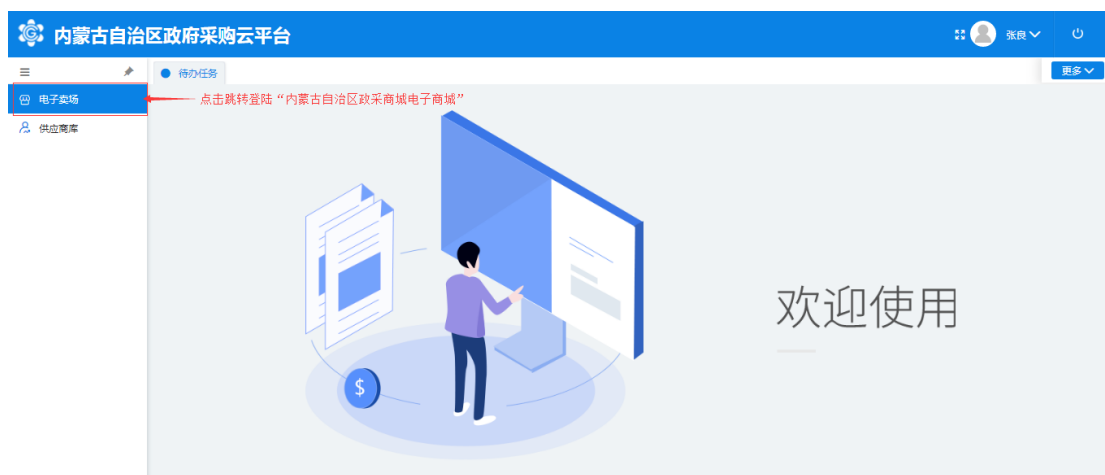 内蒙古自治区政府采购云平台
张良
待办任务
更多
电子卖场
点击跳转登陆“内蒙古自治区政采商城电子商城”
供应商库
$
欢迎使用